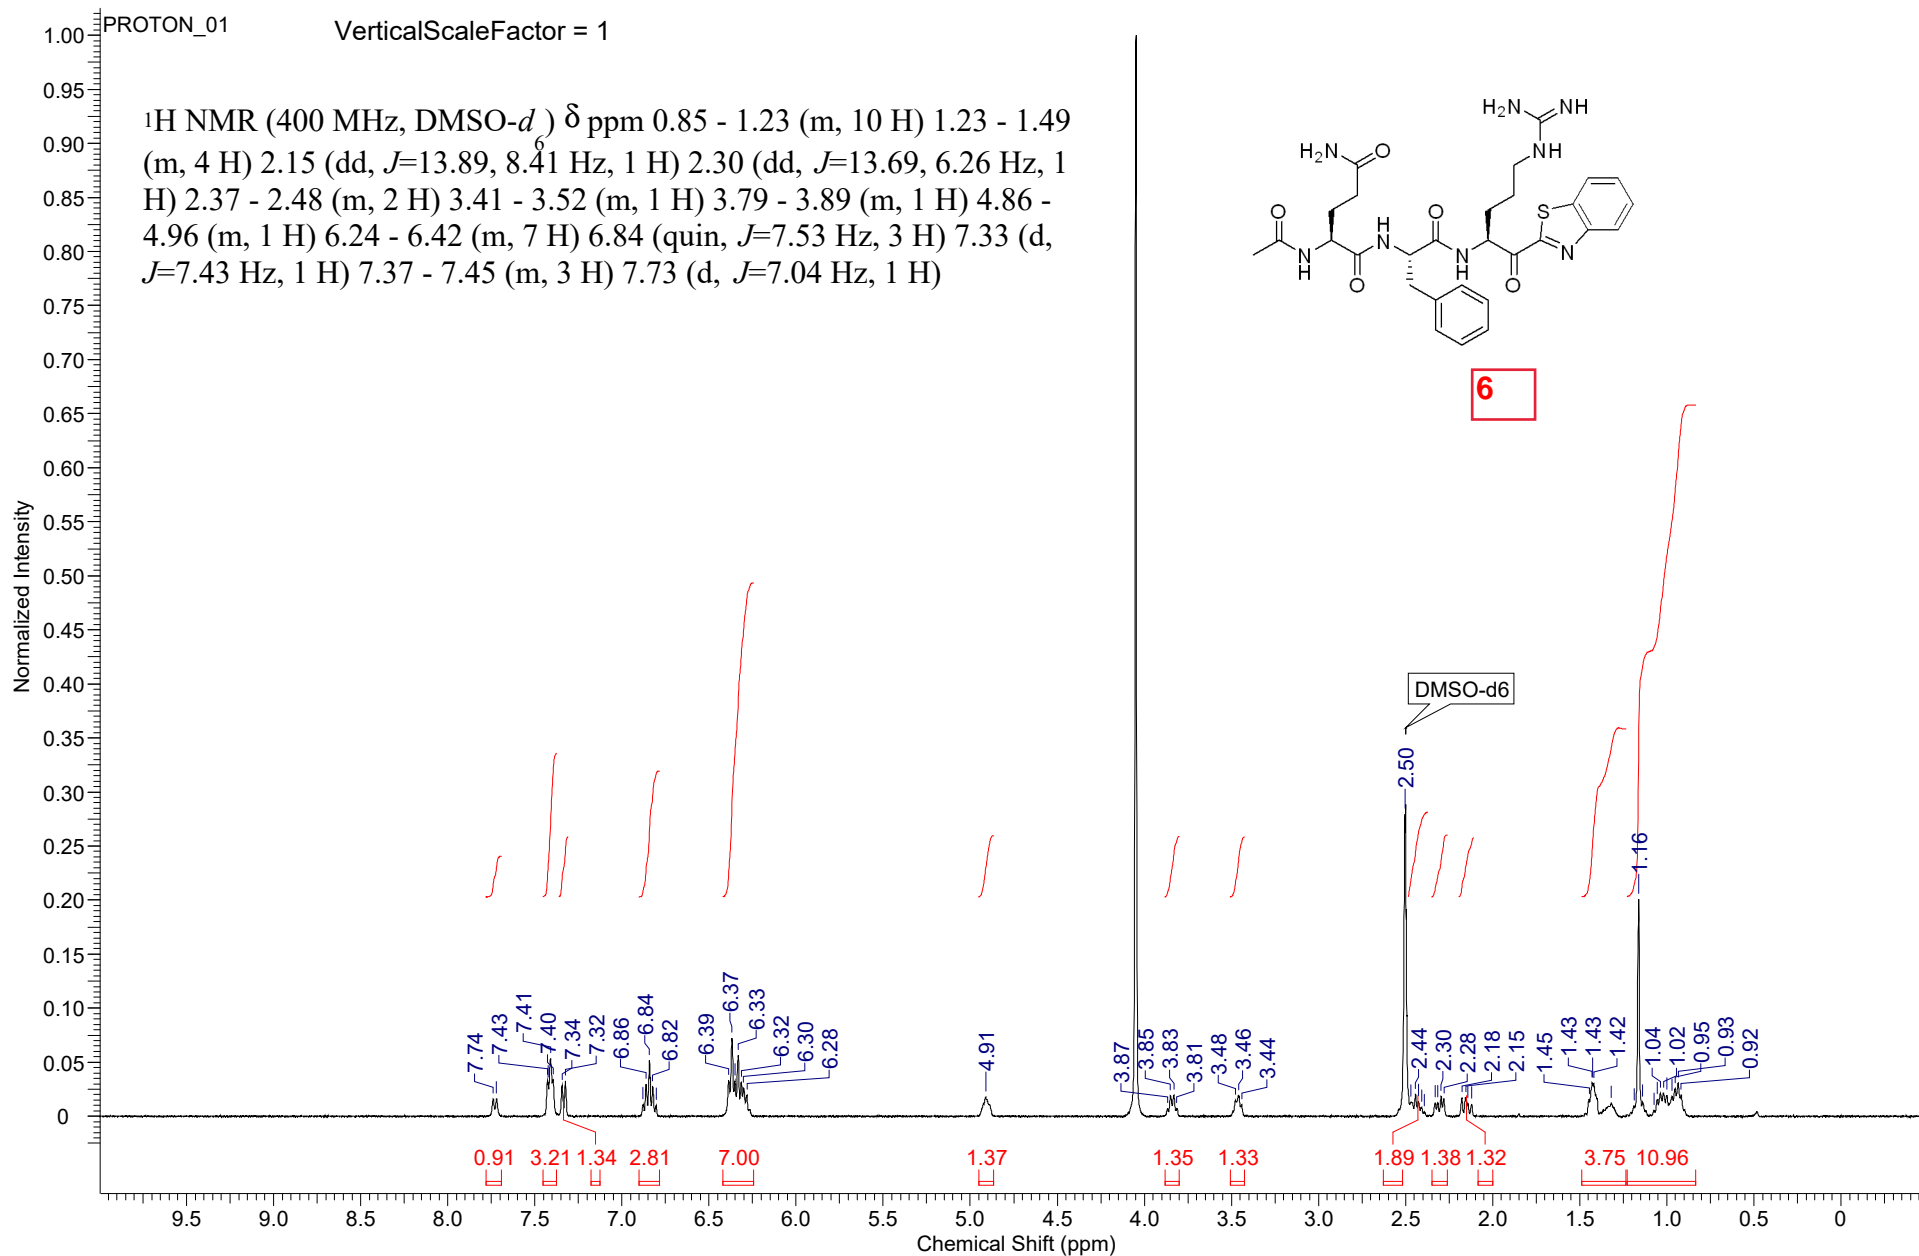 PROTON_01
VerticalScaleFactor = 1
1H NMR (400 MHz, DMSO-d6) δ ppm 0.85 - 1.23 (m, 10 H) 1.23 - 1.49
(m, 4 H) 2.15 (dd, J=13.89, 8.41 Hz, 1 H) 2.30 (dd, J=13.69, 6.26 Hz, 1
H) 2.37 - 2.48 (m, 2 H) 3.41 - 3.52 (m, 1 H) 3.79 - 3.89 (m, 1 H) 4.86 -
4.96 (m, 1 H) 6.24 - 6.42 (m, 7 H) 6.84 (quin, J=7.53 Hz, 3 H) 7.33 (d,
J=7.43 Hz, 1 H) 7.37 - 7.45 (m, 3 H) 7.73 (d, J=7.04 Hz, 1 H)
H2N NH
NH
H2N O
O O S
N H N H
N H O N H O N
O
6
Normalized Intensity
1.00
0.95
0.90
0.85
0.80
0.75
0.70
0.65
0.60
0.55
0.50
0.45
0.40
0.35
0.30
0.25
0.20
0.15
0.10
0.05
0
DMSO-d6
7.74 7.43 7.41 7.40 7.34 7.32 6.86 6.84 6.82 6.39 6.37 6.33 6.32 6.30 6.28 4.91 3.87 3.85 3.83 3.81 3.48 3.46 3.44 2.50 2.44 2.30 2.28 2.18 2.15 1.45 1.43 1.43 1.42 1.16 1.04 1.02 0.95 0.93 0.92
0.91 3.21 1.34 2.81 7.00 1.37 1.35 1.33 1.89 1.38 1.32 3.75 10.96
9.5 9.0 8.5 8.0 7.5 7.0 6.5 6.0 5.5 5.0 4.5 4.0 3.5 3.0 2.5 2.0 1.5 1.0 0.5 0
Chemical Shift (ppm)